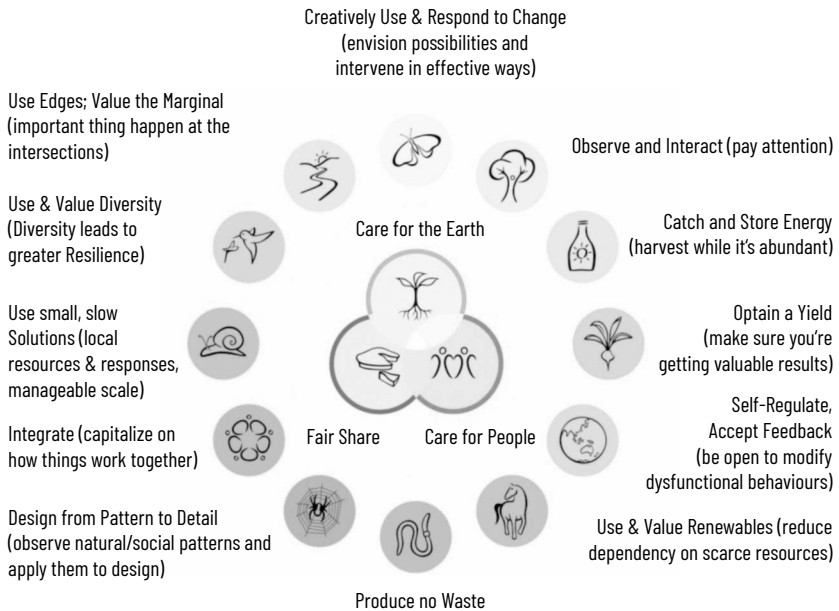 Creatively Use & Respond to Change
(envision possibilities and
intervene in effective ways)
Use Edges; Value the Marginal
(important thing happen at the
intersections)
Observe and Interact (pay attention)
Use & Value Diversity
(Diversity leads to
greater Resilience)
Care for the Earth
Catch and Store Energy
(harvest while it's abundant)
Use small, slow
Solutions (local
resources & responses,
manageable scale)
Optain a Yield
(make sure you're
getting valuable results)
Self-Regulate,
Accept Feedback
(be open to modify
dysfunctional behaviours)
Integrate (capitalize on
how things work together)
Fair Share
Care for People
Design from Pattern to Detail
(observe natural/social patterns and
apply them to design)
Use & Value Renewables (reduce
dependency on scarce resources)
Produce no Waste